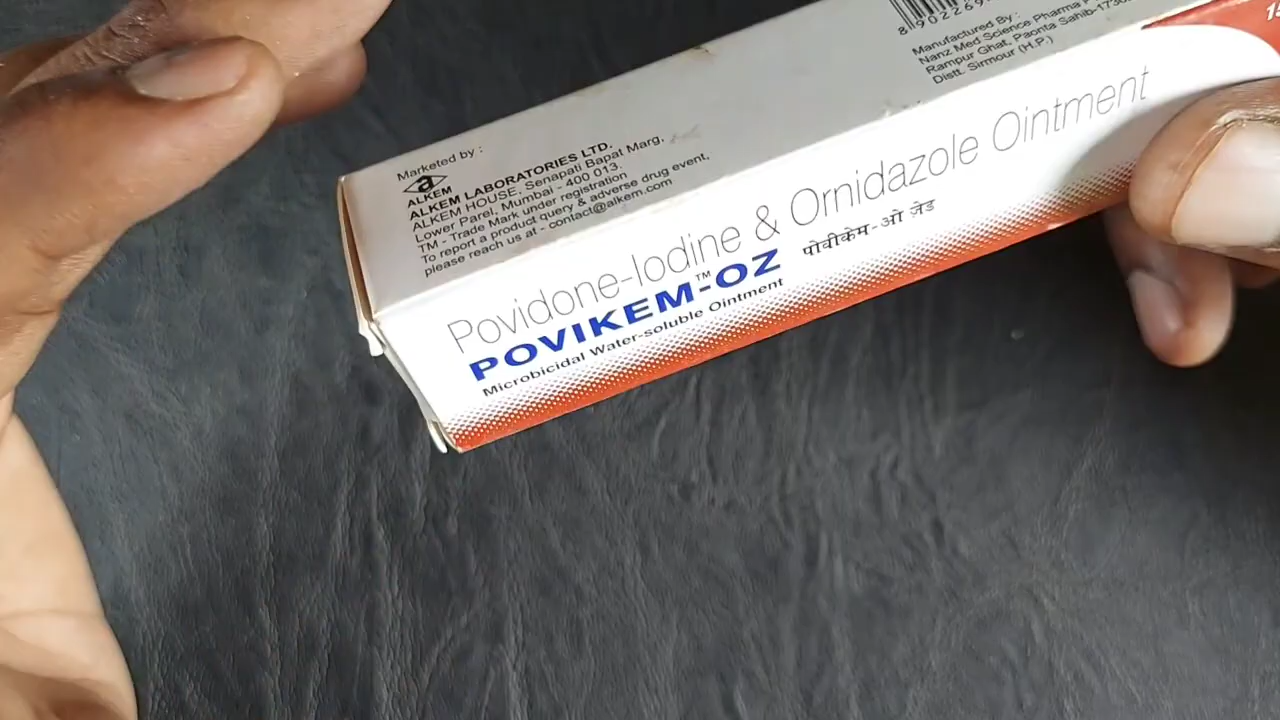 Marketed by :
a
ALKEM
ALKEM LABORATORIES LTD.
ALKEM HOUSE, Senapati Bapat Marg,
Lower Parel, Mumbai - 400 013.
TM - Trade Mark under registration
To report a product query & adverse drug event,
please reach us at - contact@alkem.com
Manufactured By :
Nanz Med Science Pharma
Rampur Ghat, Paonta Sahib-
Distt. Sirmour (H.P.)
Povidone-Iodine & Ornidazole Ointment
POVIKEM™-OZ पोवीकेम-ओ ज़ेड
Microbicidal Water-soluble Ointment